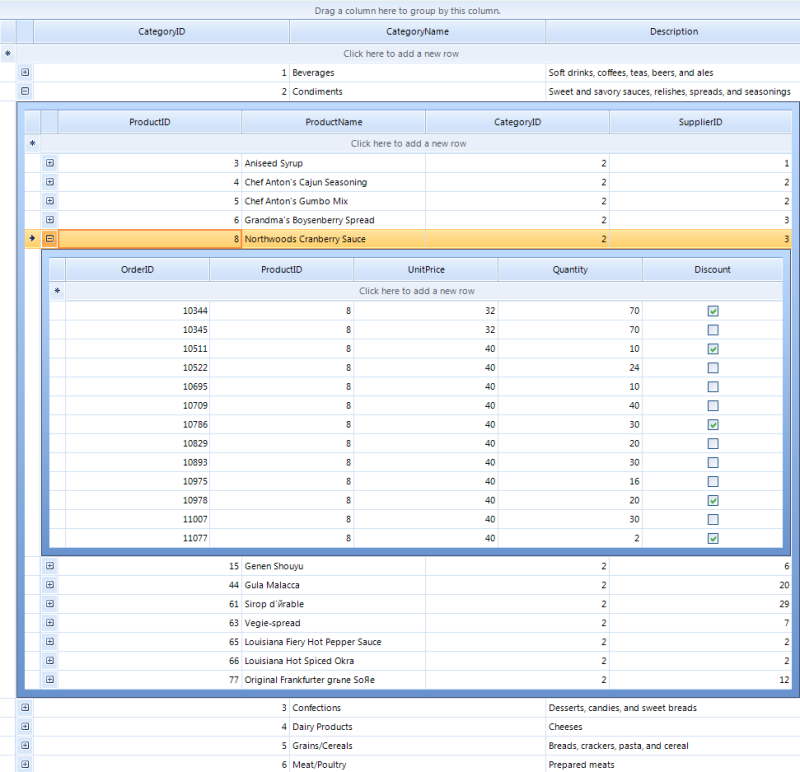 Drag a column here to group by this column.
CategoryID CategoryName Description
Click here to add a new row
1 Beverages Soft drinks, coffees, teas, beers, and ales
2 Condiments Sweet and savory sauces, relishes, spreads, and seasonings
ProductID ProductName CategoryID SupplierID
Click here to add a new row
3 Aniseed Syrup 2 1
4 Chef Anton's Cajun Seasoning 2 2
5 Chef Anton's Gumbo Mix 2 2
6 Grandma's Boysenberry Spread 2 3
8 Northwoods Cranberry Sauce 2 3
OrderID ProductID UnitPrice Quantity Discount
Click here to add a new row
10344 8 32 70
10345 8 32 70
10511 8 40 10
10522 8 40 24
10695 8 40 10
10709 8 40 40
10786 8 40 30
10829 8 40 20
10893 8 40 30
10975 8 40 16
10978 8 40 20
11007 8 40 30
11077 8 40 2
15 Genen Shouyu 2 6
44 Gula Malacca 2 20
61 Sirop d'йrable 2 29
63 Vegie-spread 2 7
65 Louisiana Fiery Hot Pepper Sauce 2 2
66 Louisiana Hot Spiced Okra 2 2
77 Original Frankfurter grьne SoЯe 2 12
3 Confections Desserts, candies, and sweet breads
4 Dairy Products Cheeses
5 Grains/Cereals Breads, crackers, pasta, and cereal
6 Meat/Poultry Prepared meats